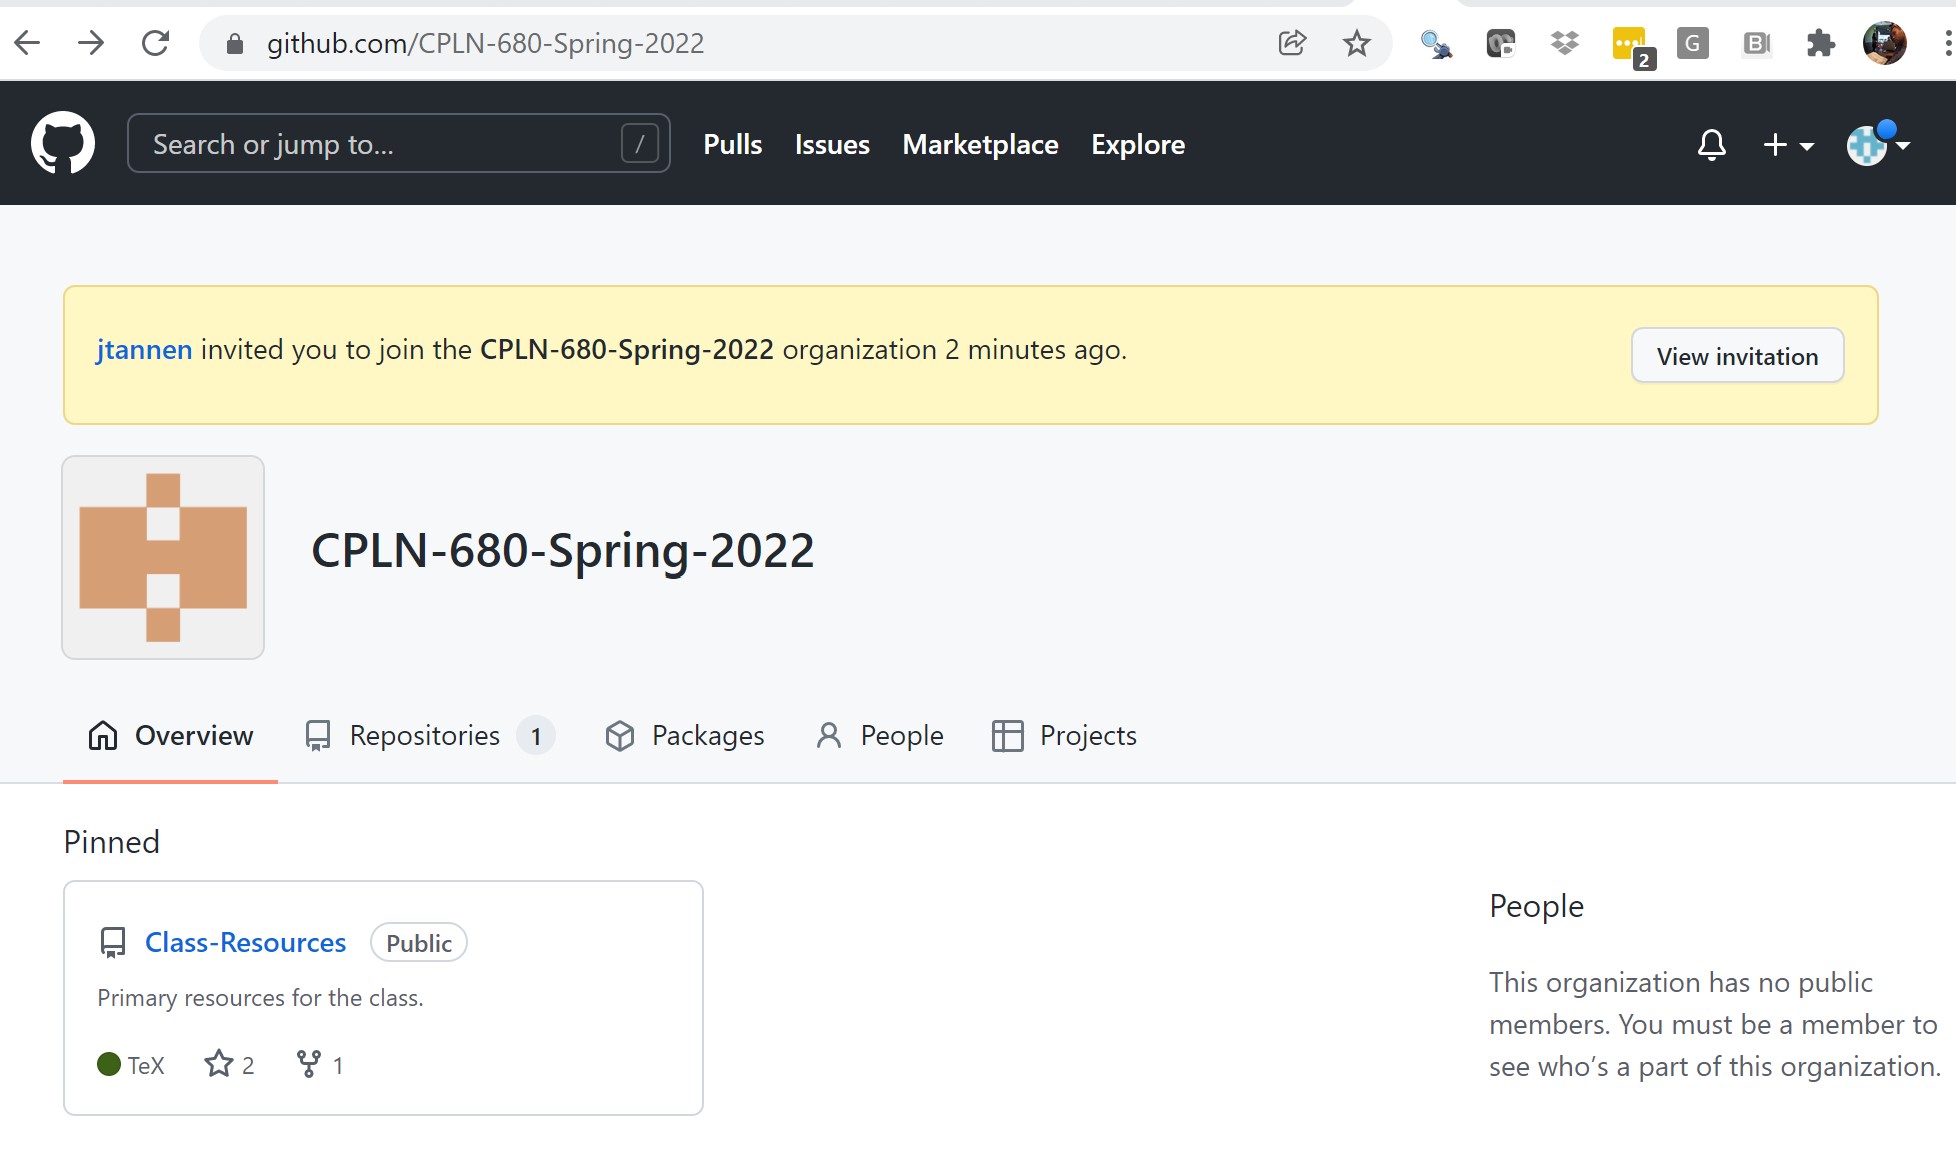 github.com/CPLN-680-Spring-2022
2
G
B
Search or jump to... /
Pulls Issues Marketplace Explore
jtannen invited you to join the CPLN-680-Spring-2022 organization 2 minutes ago.
View invitation
CPLN-680-Spring-2022
Overview Repositories 1 Packages People Projects
Pinned
Class-Resources Public
Primary resources for the class.
TeX 2 1
People
This organization has no public
members. You must be a member to
see who’s a part of this organization.